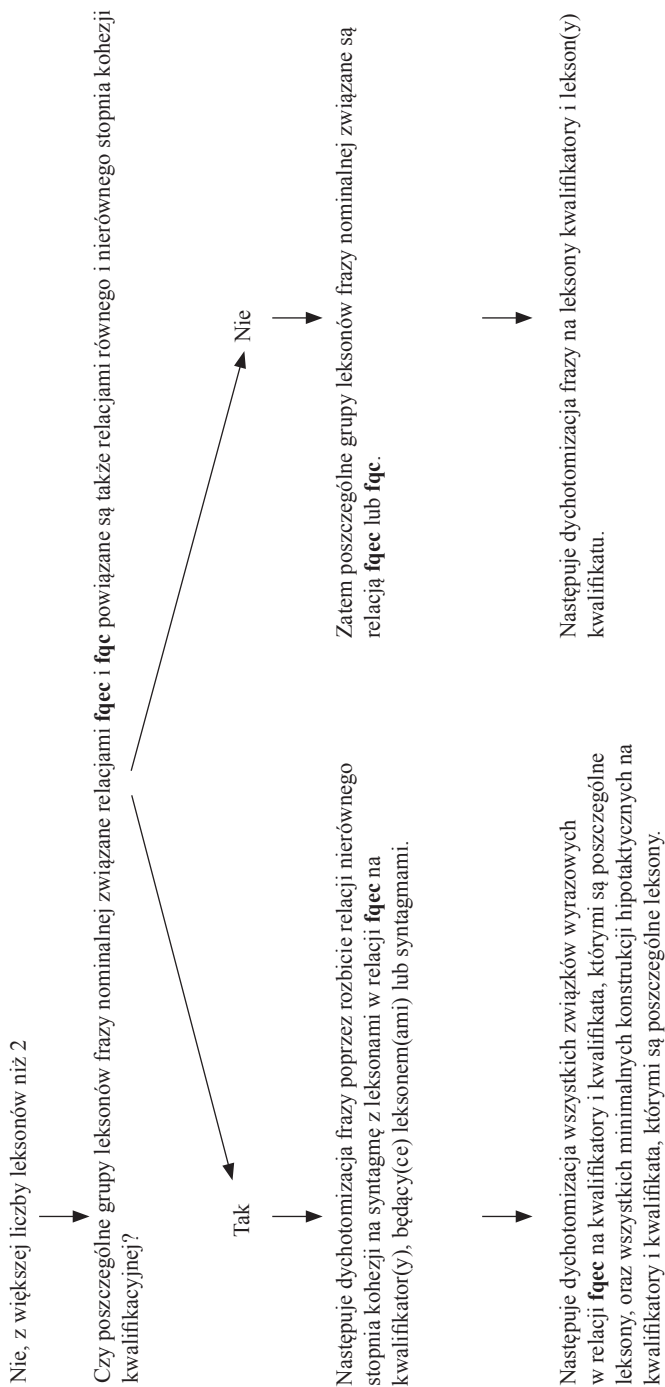 Nie, z większej liczby leksonów niż 2
Czy poszczególne grupy leksonów frazy nominalnej związane relacjami fqec i fqc powiązane są także relacjami równego i nierównego stopnia kohezji
kwalifikacyjnej?
Tak
Nie
Następuje dychotomizacja frazy poprzez rozbicie relacji nierównego
stopnia kohezji na syntagmę z leksonami w relacji fqec na
kwalifikator(y), będący(ce) leksonem(ami) lub syntagmami.
Zatem poszczególne grupy leksonów frazy nominalnej związane są
relacją fqec lub fqc.
Następuje dychotomizacja wszystkich związków wyrazowych
w relacji fqec na kwalifikatory i kwalifikata, którymi są poszczególne
leksony, oraz wszystkich minimalnych konstrukcji hipotaktycznych na
kwalifikatory i kwalifikata, którymi są poszczególne leksony.
Następuje dychotomizacja frazy na leksony kwalifikatory i lekson(y)
kwalifikatu.